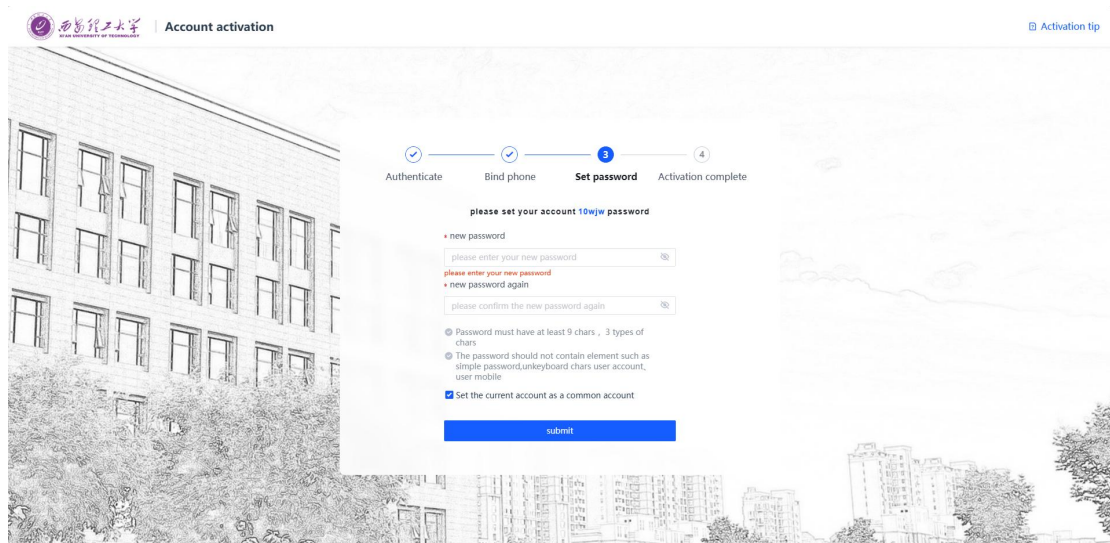 西安理工大学
XI'AN UNIVERSITY OF TECHNOLOGY
Account activation
Activation tip
3
4
Authenticate
Bind phone
Set password
Activation complete
please set your account 10wjw password
new password
please enter your new password
please enter your new password
new password again
please confirm the new password again
Password must have at least 9 chars ，3 types of
chars
The password should not contain element such as
simple password,unkeyboard chars user account、
user mobile
Set the current account as a common account
submit